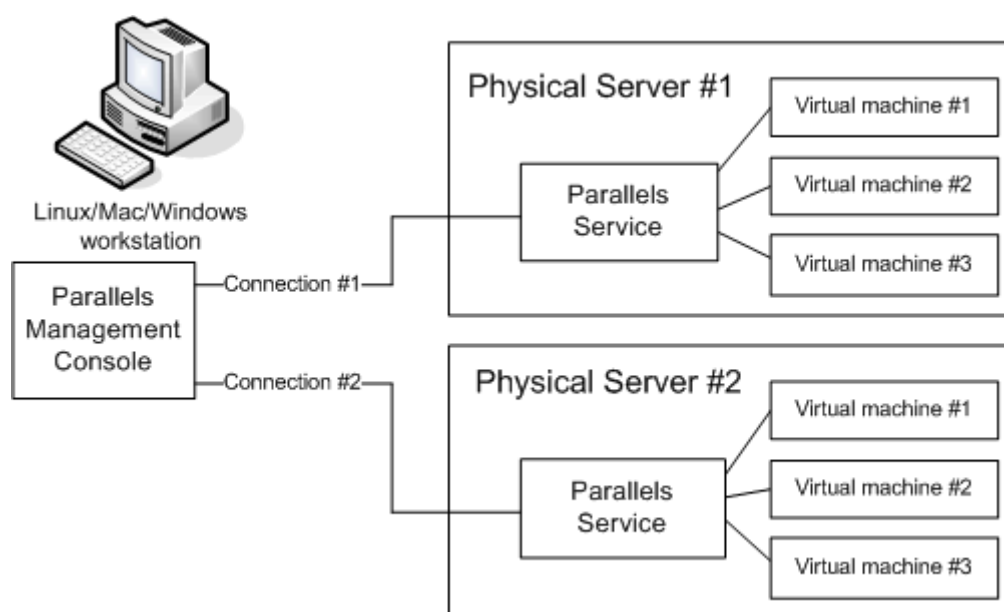 Linux/Mac/Windows
workstation
Parallels
Management
Console
Connection #1
Connection #2
Physical Server #1
Parallels
Service
Virtual machine #1
Virtual machine #2
Virtual machine #3
Physical Server #2
Parallels
Service
Virtual machine #1
Virtual machine #2
Virtual machine #3